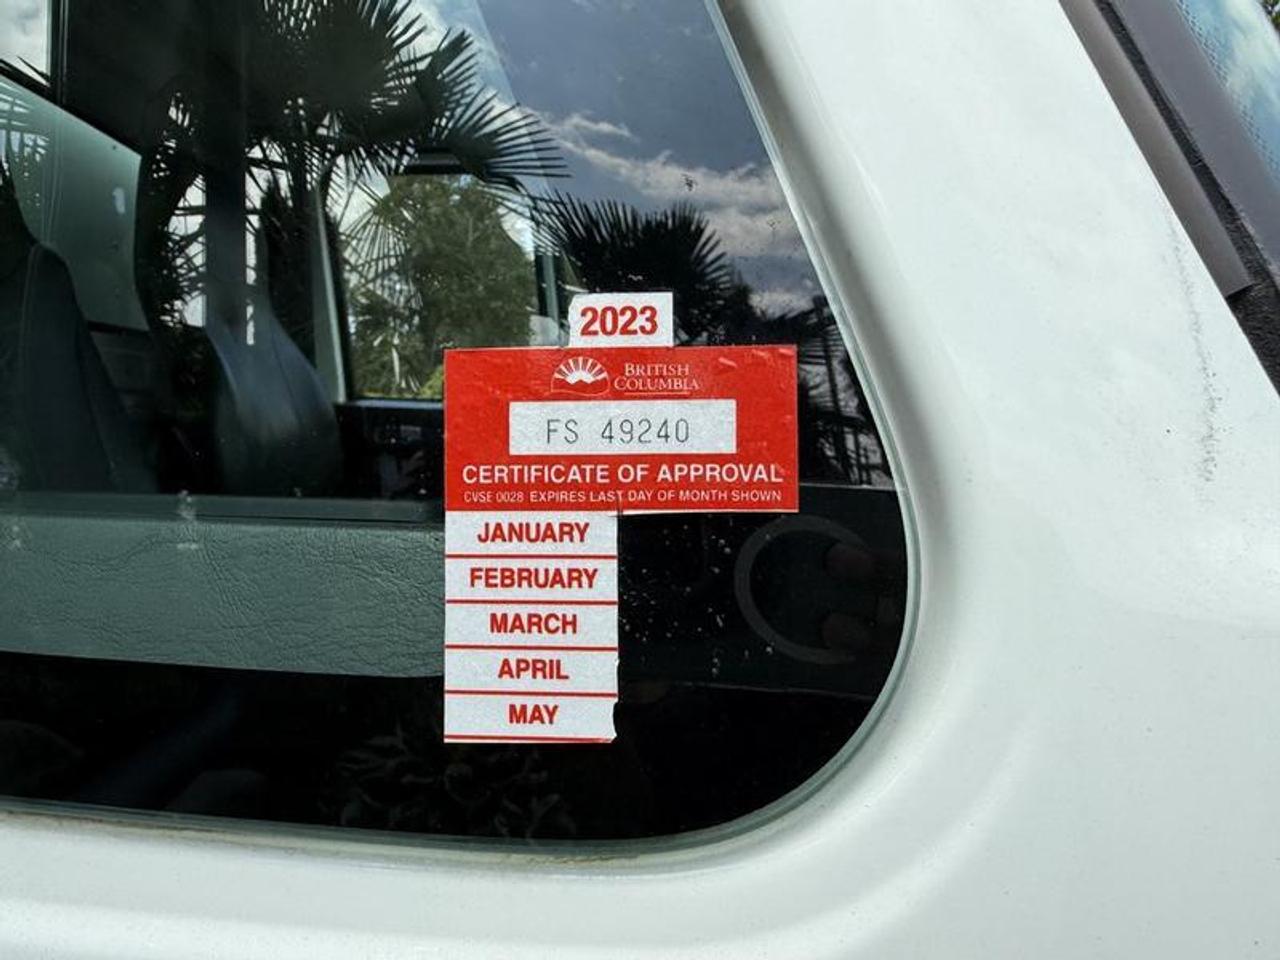 2023
BRITISH
COLUMBIA
FS 49240
CERTIFICATE OF APPROVAL
CVSE 0028 EXPIRES LAST DAY OF MONTH SHOWN
JANUARY
FEBRUARY
MARCH
APRIL
MAY